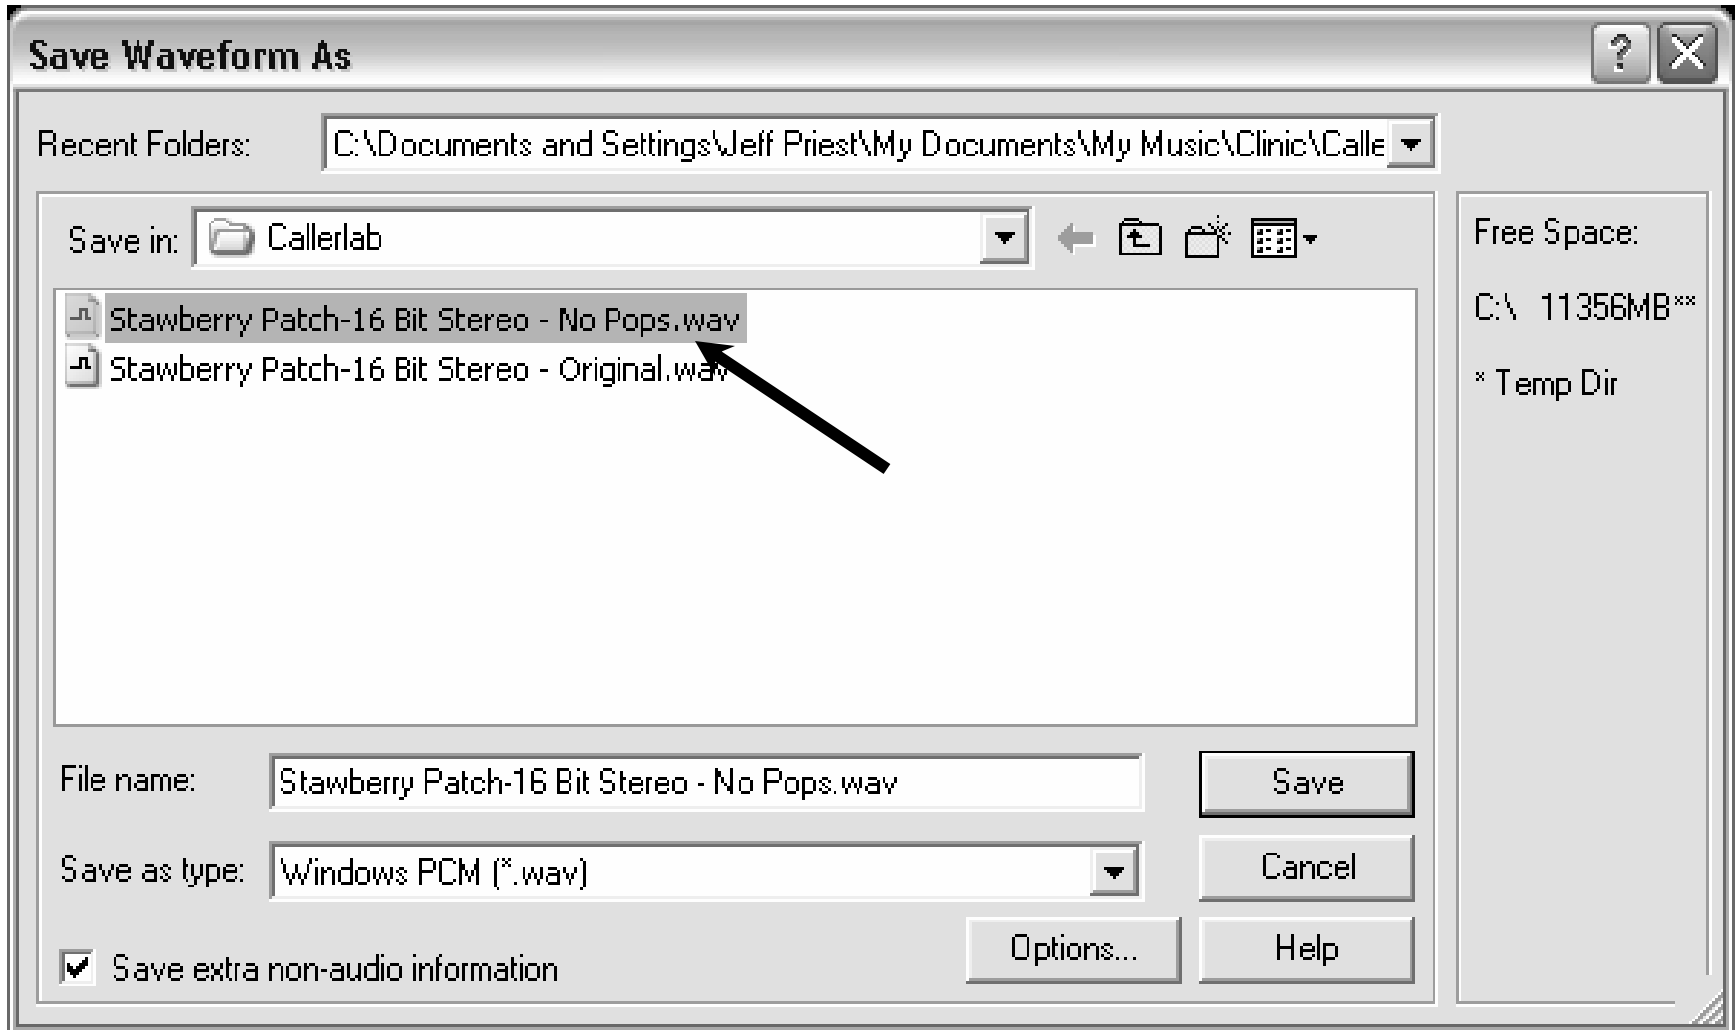 Save Waveform As
Recent Folders: C:\Documents and Settings\Jeff Priest\My Documents\My Music\Clinic\Calle
Save in: Callerlab
Stawberry Patch-16 Bit Stereo - No Pops.wav
Stawberry Patch-16 Bit Stereo - Original.wav
Free Space:
C:\ 11356MB**
* Temp Dir
File name: Stawberry Patch-16 Bit Stereo - No Pops.wav
Save
Save as type: Windows PCM (*.wav)
Cancel
Save extra non-audio information
Options...
Help